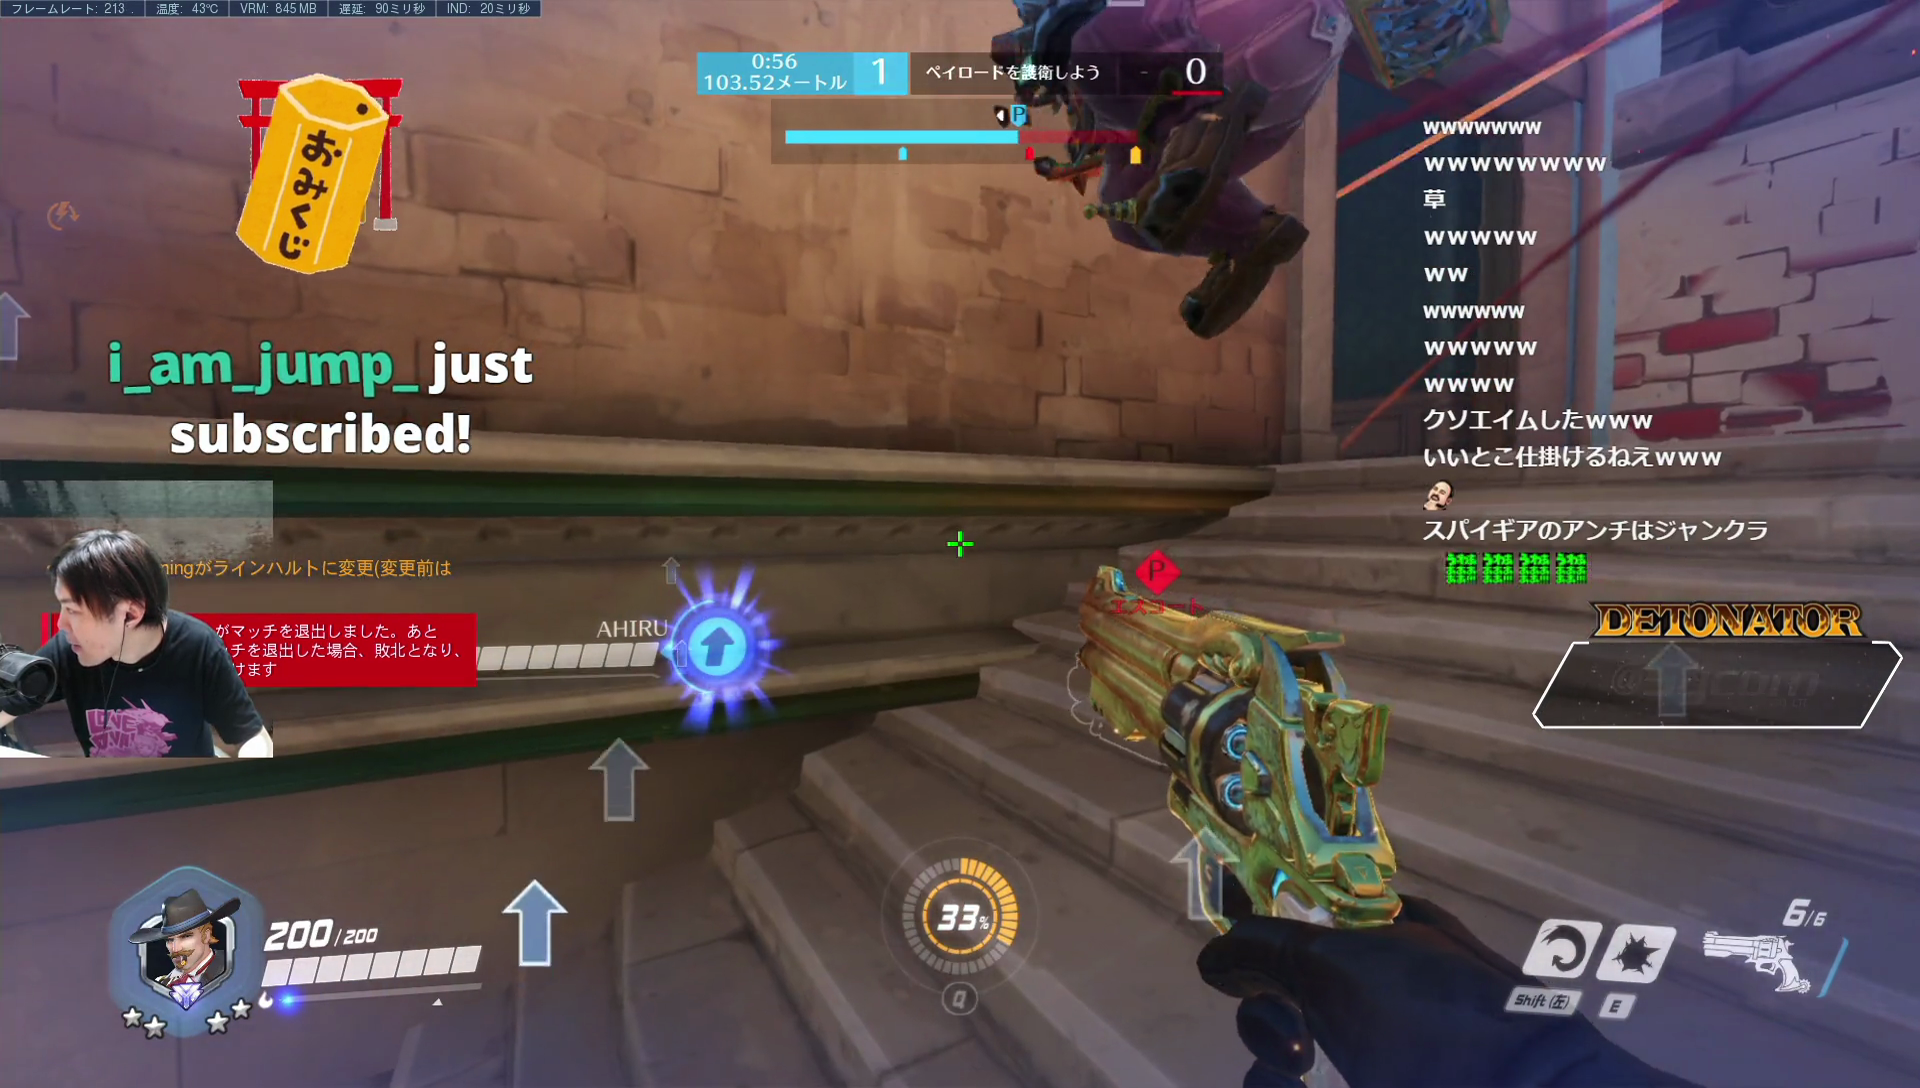 フレームレート: 213 .
温度: 43℃
VRM: 845 MB
遅延: 90ミリ秒
IND: 20ミリ秒
0:56
103.52メートル
1
ペイロードを護衛しよう
-
0
P
おみくじ
i_am_jump_ just
subscribed!
wwwwwww
wwwwwwww
草
wwwww
ww
wwwwww
wwwww
wwww
クソエイムしたwww
いいとこ仕掛けるねえwww
スパイギアのアンチはジャンクラ
DETONATOR
ingがラインハルトに変更(変更前は
がマッチを退出しました。あと
チを退出した場合、敗北となり、
けます
AHIRU
P
エスコート
LOVE
200/200
33%
Q
6/6
Shift (左)
E